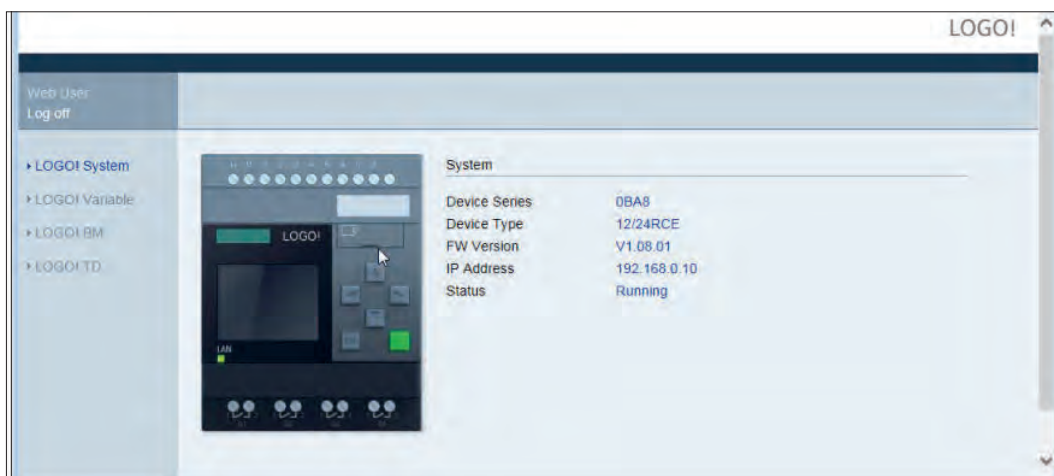 LOGO!
Web User
Log off
LOGO! System
LOGO! Variable
LOGO! BM
LOGO! TD
LOGO!
ESC
LAN
System
Device Series 0BA8
Device Type 12/24RCE
FW Version V1.08.01
IP Address 192.168.0.10
Status Running